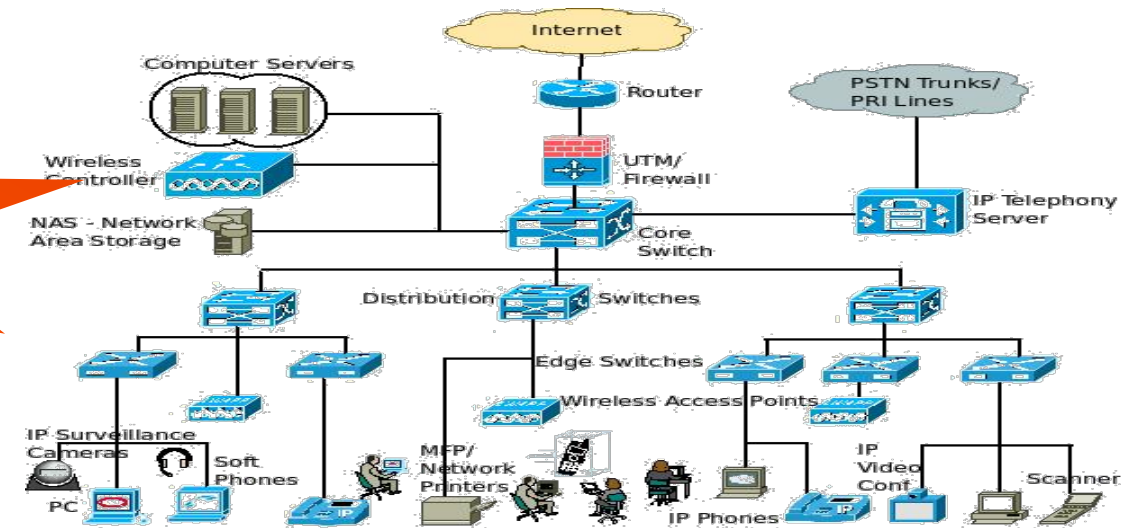 Internet
Computer Servers
Router
PSTN Trunks/
PRI Lines
Wireless
Controller
UTM/
Firewall
NAS - Network
Area Storage
Core
Switch
IP Telephony
Server
Distribution
Switches
Edge Switches
Wireless Access Points
IP Surveillance
Cameras
Soft
Phones
PC
IP
MFP/
Network
Printers
IP Phones
IP
IP
Video
Conf
Scanner